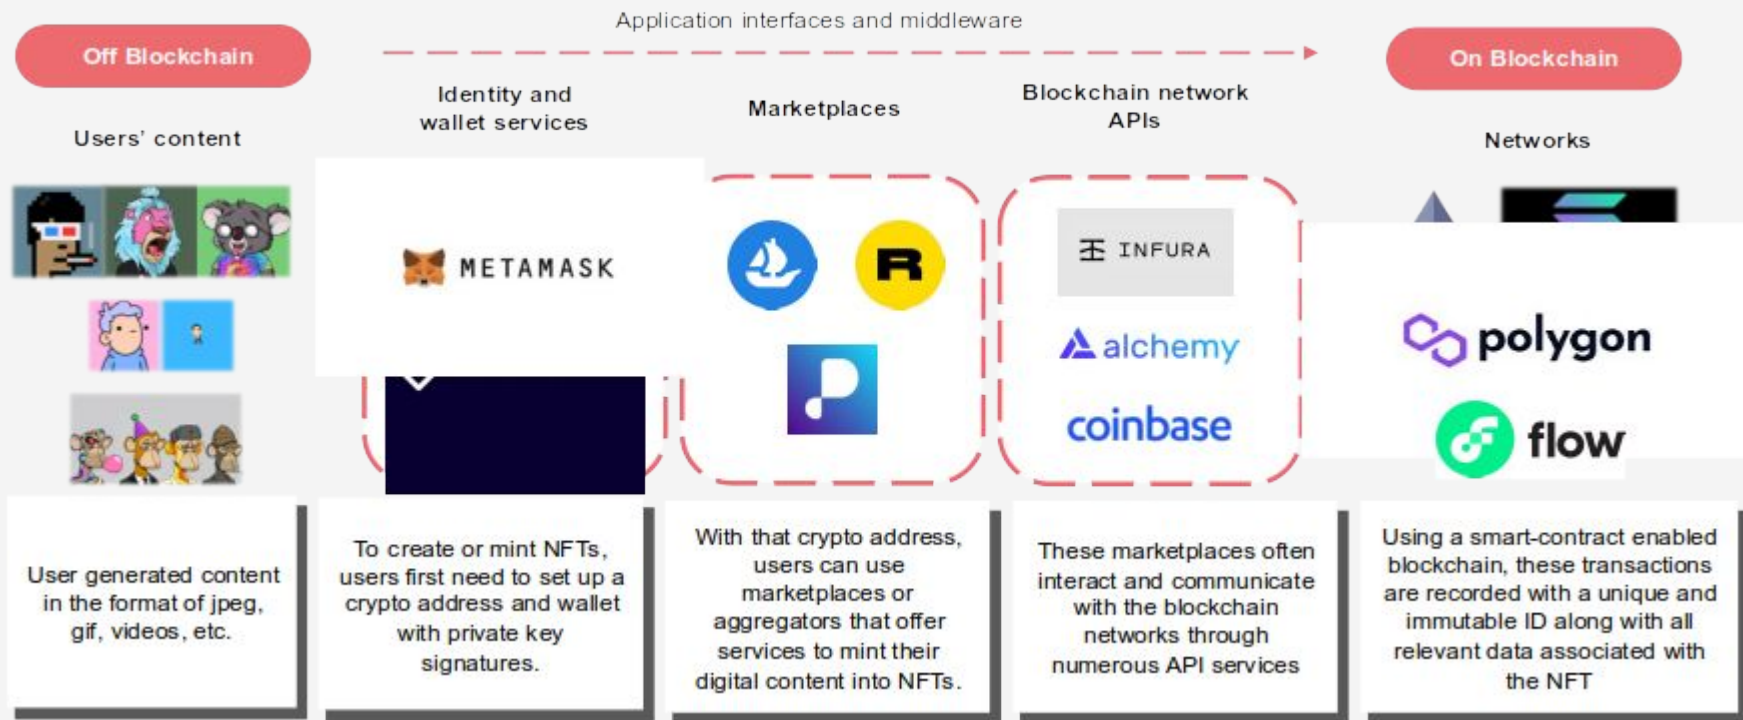 Application interfaces and middleware
Off Blockchain
On Blockchain
Identity and
wallet services
Marketplaces
Blockchain network
APIs
Users' content
Networks
METAMASK
R
INFURA
alchemy
coinbase
polygon
flow
User generated content
in the format of jpeg,
gif, videos, etc.
To create or mint NFTs,
users first need to set up a
crypto address and wallet
with private key
signatures.
With that crypto address,
users can use
marketplaces or
aggregators that offer
services to mint their
digital content into NFTs.
These marketplaces often
interact and communicate
with the blockchain
networks through
numerous API services
Using a smart-contract enabled
blockchain, these transactions
are recorded with a unique and
immutable ID along with all
relevant data associated with
the NFT